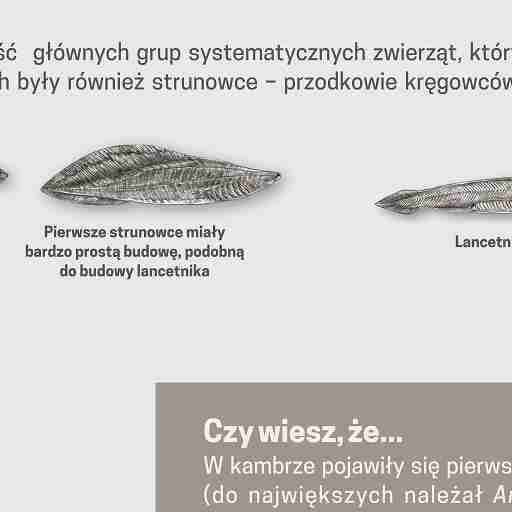 ść głównych grup systematycznych zwierząt, któr
h były również strunowce – przodkowie kręgowców
Pierwsze strunowce miały
bardzo prostą budowę, podobną
do budowy lancetnika
Lancetn
Czy wiesz, że...
W kambrze pojawiły się pierws
(do największych należał An